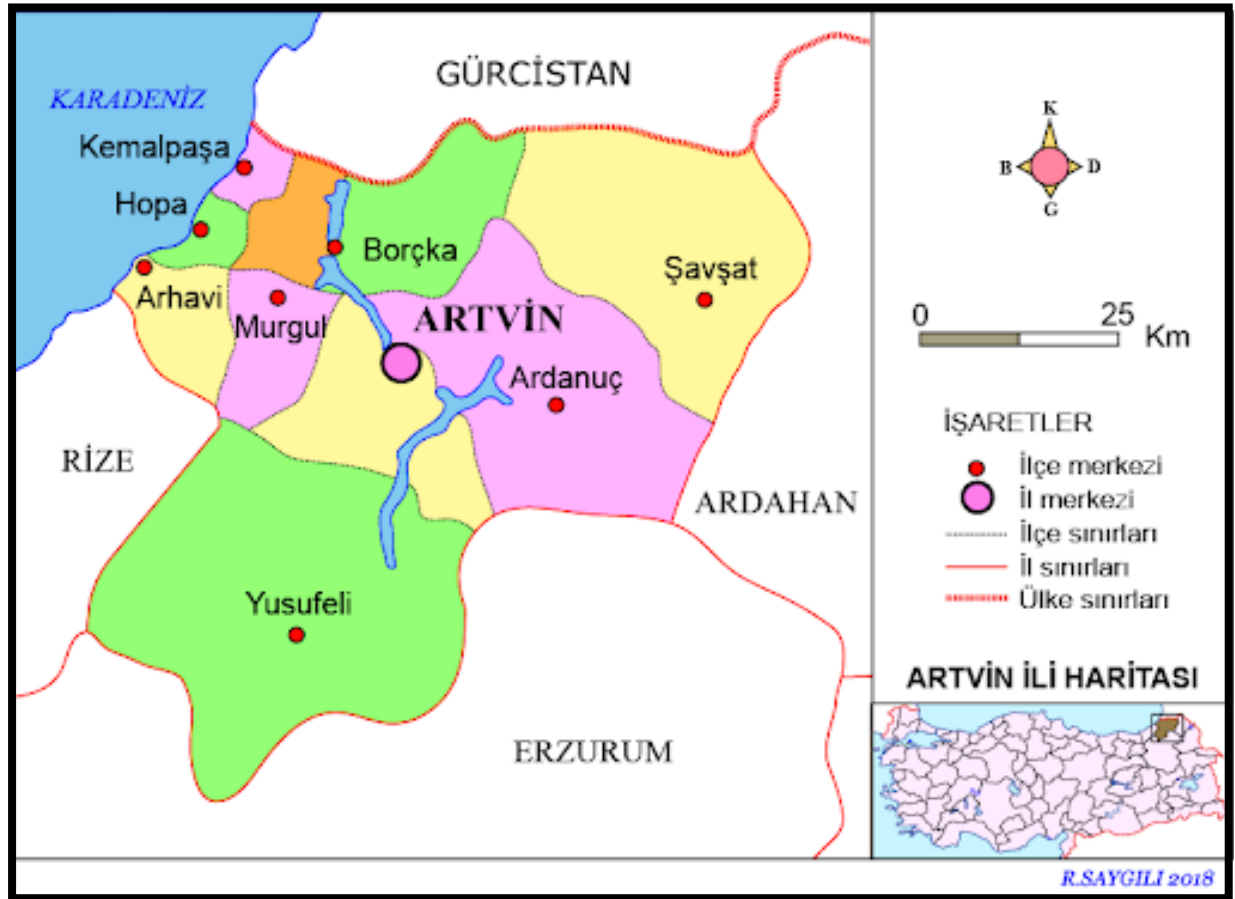 GÜRCİSTAN
KARADENİZ
Kemalpaşa
Hopa
Borçka
Arhavi
Şavşat
Murgul
ARTVİN
Ardanuç
RİZE
ARDAHAN
Yusufeli
ERZURUM
K
B D
G
0 25
Km
İŞARETLER
İlçe merkezi
İl merkezi
İlçe sınırları
İl sınırları
Ülke sınırları
ARTVİN İLİ HARİTASI
R.SAYGILI 2018